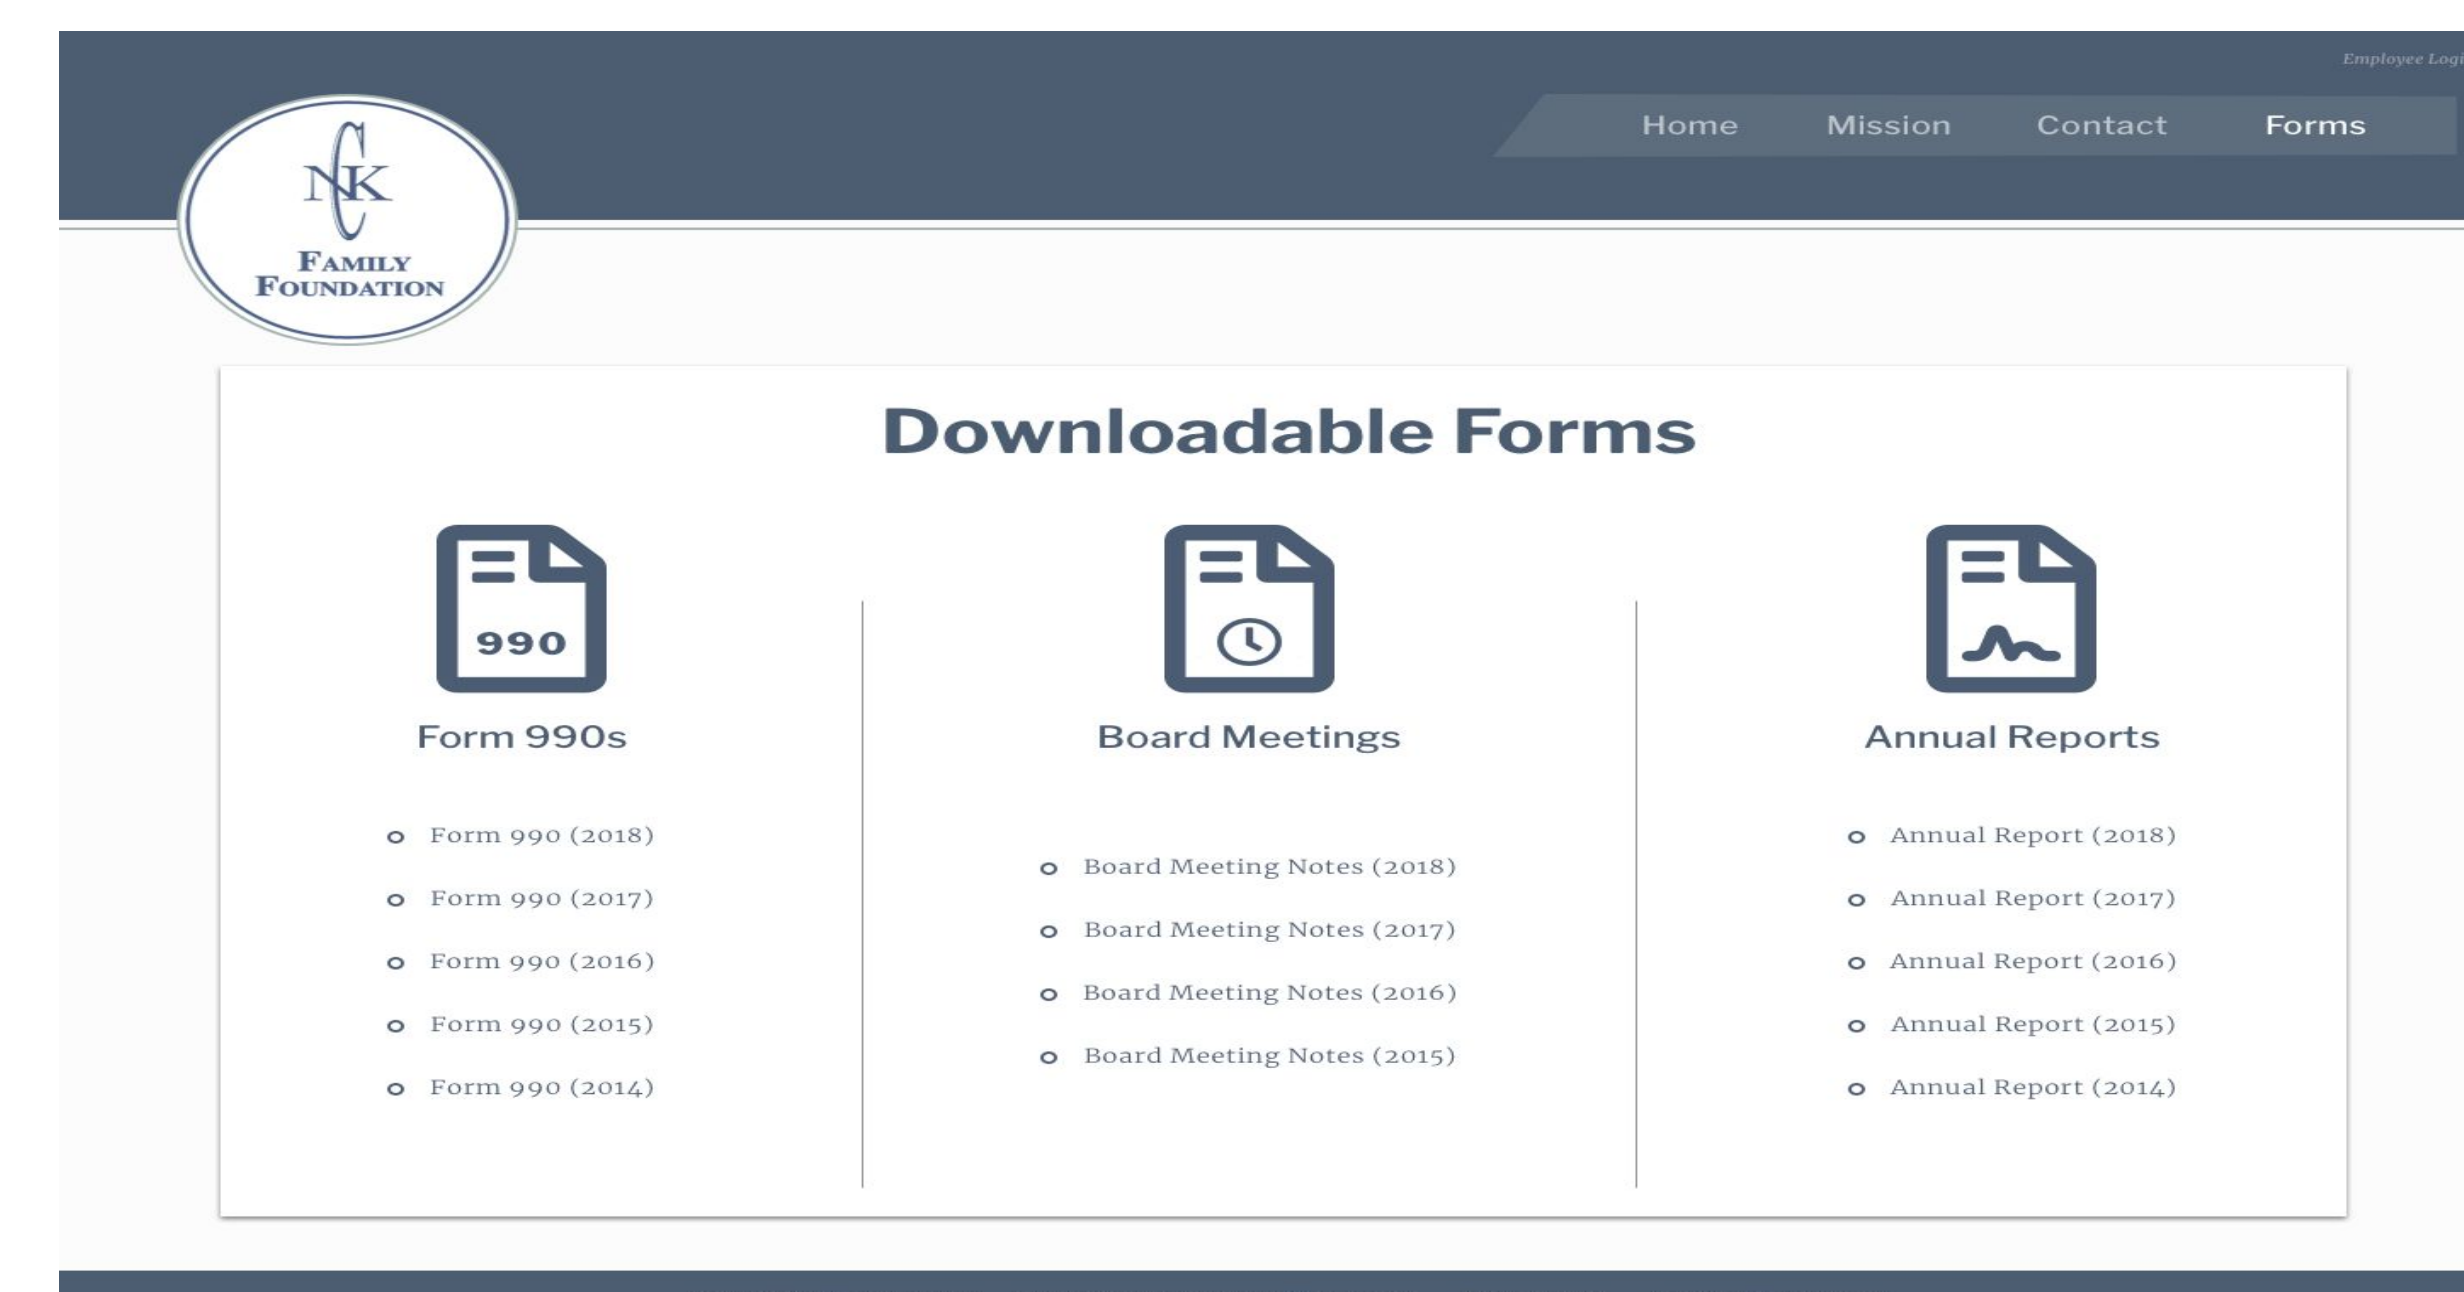 Employee Logi
Home Mission Contact Forms
NCK
FAMILY
FOUNDATION
Downloadable Forms
990
Form 990s
Form 990 (2018)
Form 990 (2017)
Form 990 (2016)
Form 990 (2015)
Form 990 (2014)
Board Meetings
Board Meeting Notes (2018)
Board Meeting Notes (2017)
Board Meeting Notes (2016)
Board Meeting Notes (2015)
Annual Reports
Annual Report (2018)
Annual Report (2017)
Annual Report (2016)
Annual Report (2015)
Annual Report (2014)